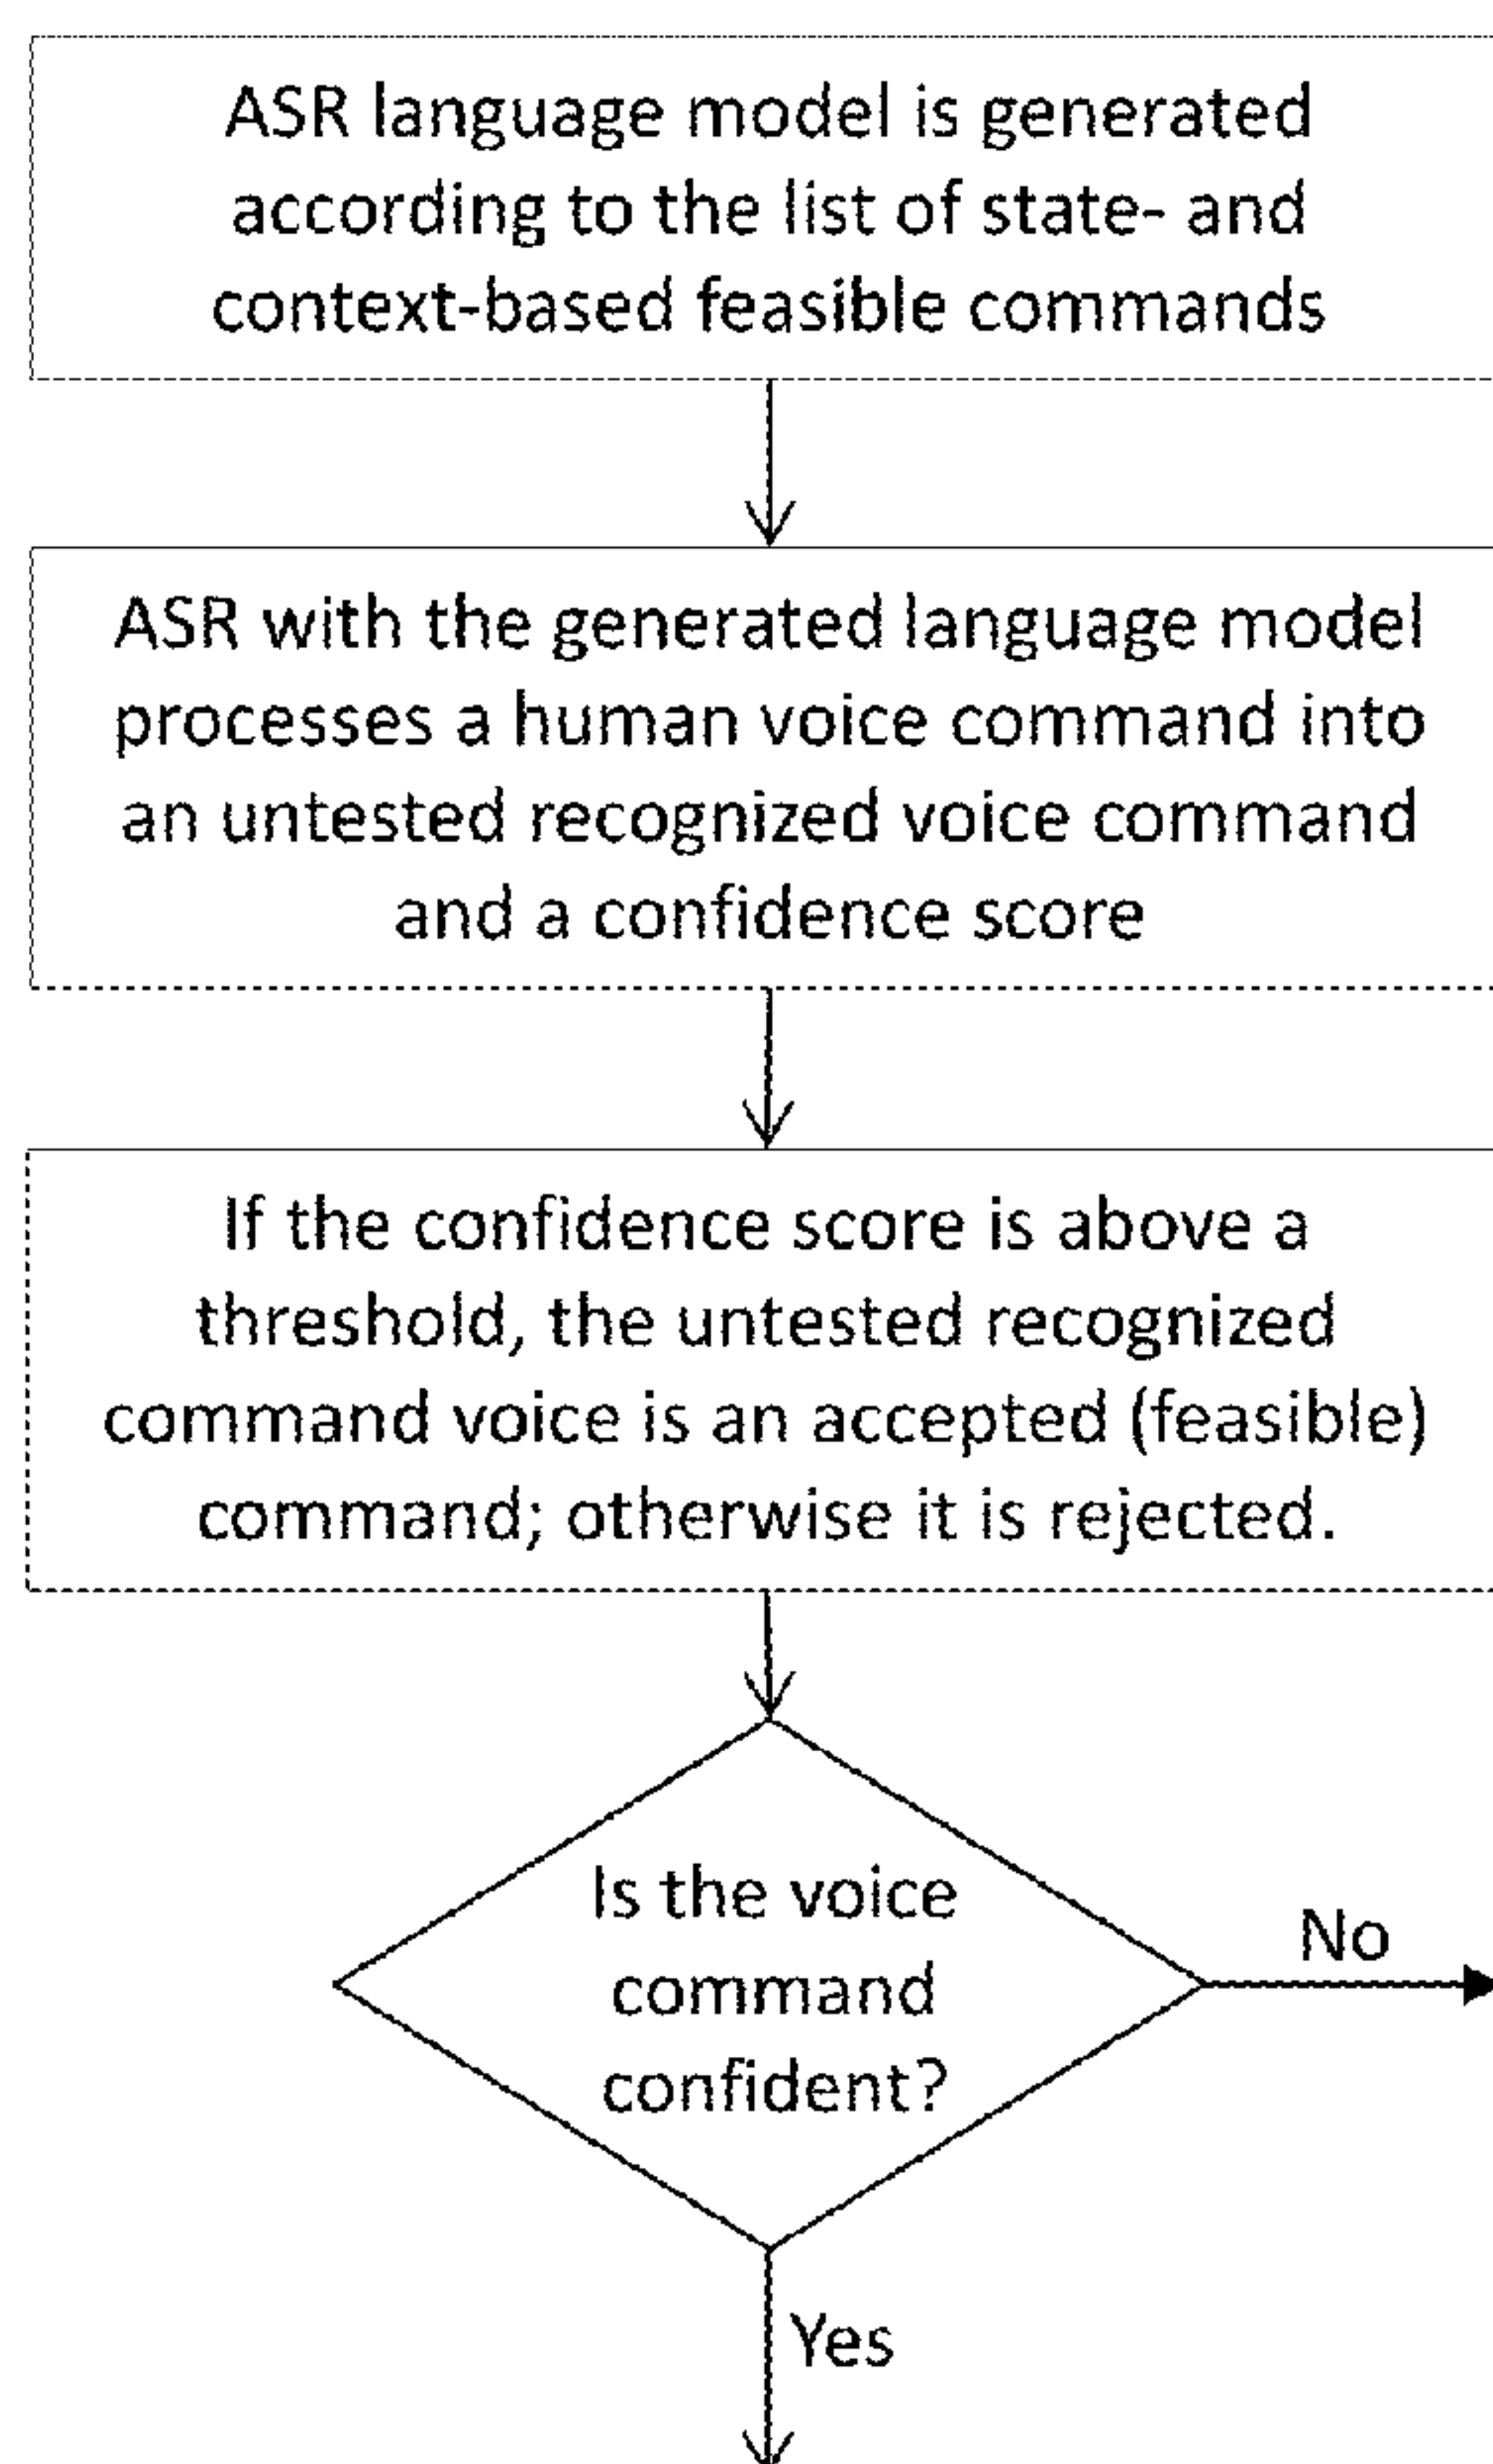 ASR language model is generated
according to the list of state- and
context-based feasible commands
ASR with the generated language model
processes a human voice command into
an untested recognized voice command
and a confidence score
If the confidence score is above a
threshold, the untested recognized
command voice is an accepted (feasible)
command; otherwise it is rejected.
Is the voice
command
confident?
No
Yes